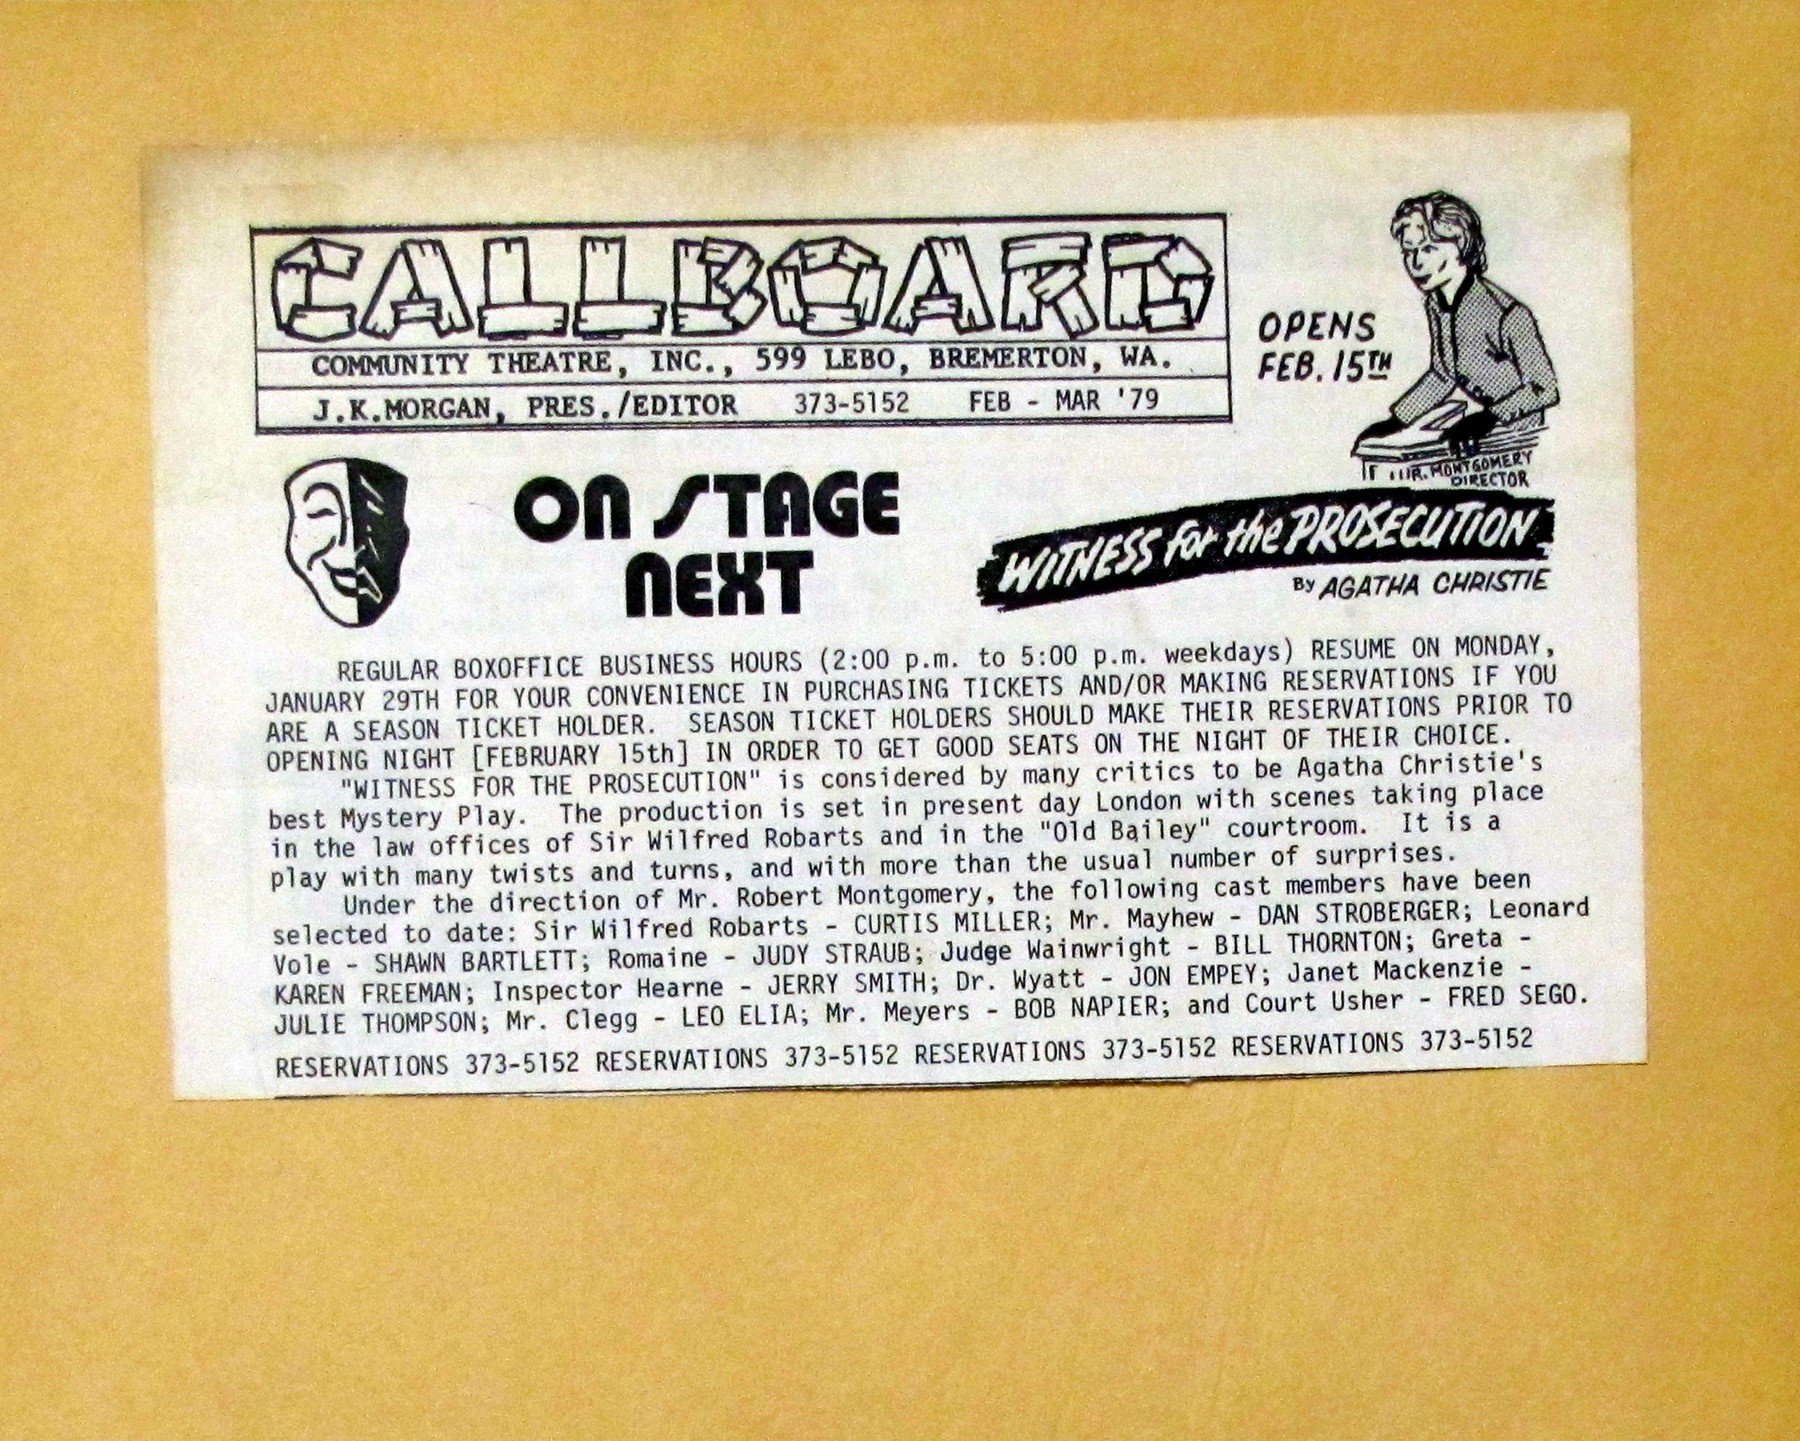 CALLBOARD
COMMUNITY THEATRE, INC., 599 LEBO, BREMERTON, WA.
J.K.MORGAN, PRES./EDITOR 373-5152 FEB - MAR '79
OPENS
FEB. 15TH
MR. MONTGOMERY
DIRECTOR
ON STAGE
NEXT
WITNESS for the PROSECUTION
BY AGATHA CHRISTIE
REGULAR BOXOFFICE BUSINESS HOURS (2:00 p.m. to 5:00 p.m. weekdays) RESUME ON MONDAY,
JANUARY 29TH FOR YOUR CONVENIENCE IN PURCHASING TICKETS AND/OR MAKING RESERVATIONS IF YOU
ARE A SEASON TICKET HOLDER. SEASON TICKET HOLDERS SHOULD MAKE THEIR RESERVATIONS PRIOR TO
OPENING NIGHT [FEBRUARY 15th] IN ORDER TO GET GOOD SEATS ON THE NIGHT OF THEIR CHOICE.
"WITNESS FOR THE PROSECUTION" is considered by many critics to be Agatha Christie's
best Mystery Play. The production is set in present day London with scenes taking place
in the law offices of Sir Wilfred Robarts and in the "Old Bailey" courtroom. It is a
play with many twists and turns, and with more than the usual number of surprises.
Under the direction of Mr. Robert Montgomery, the following cast members have been
selected to date: Sir Wilfred Robarts - CURTIS MILLER; Mr. Mayhew - DAN STROBERGER; Leonard
Vole - SHAWN BARTLETT; Romaine - JUDY STRAUB; Judge Wainwright - BILL THORNTON; Greta -
KAREN FREEMAN; Inspector Hearne - JERRY SMITH; Dr. Wyatt - JON EMPEY; Janet Mackenzie -
JULIE THOMPSON; Mr. Clegg - LEO ELIA; Mr. Meyers - BOB NAPIER; and Court Usher - FRED SEGO.
RESERVATIONS 373-5152 RESERVATIONS 373-5152 RESERVATIONS 373-5152 RESERVATIONS 373-5152